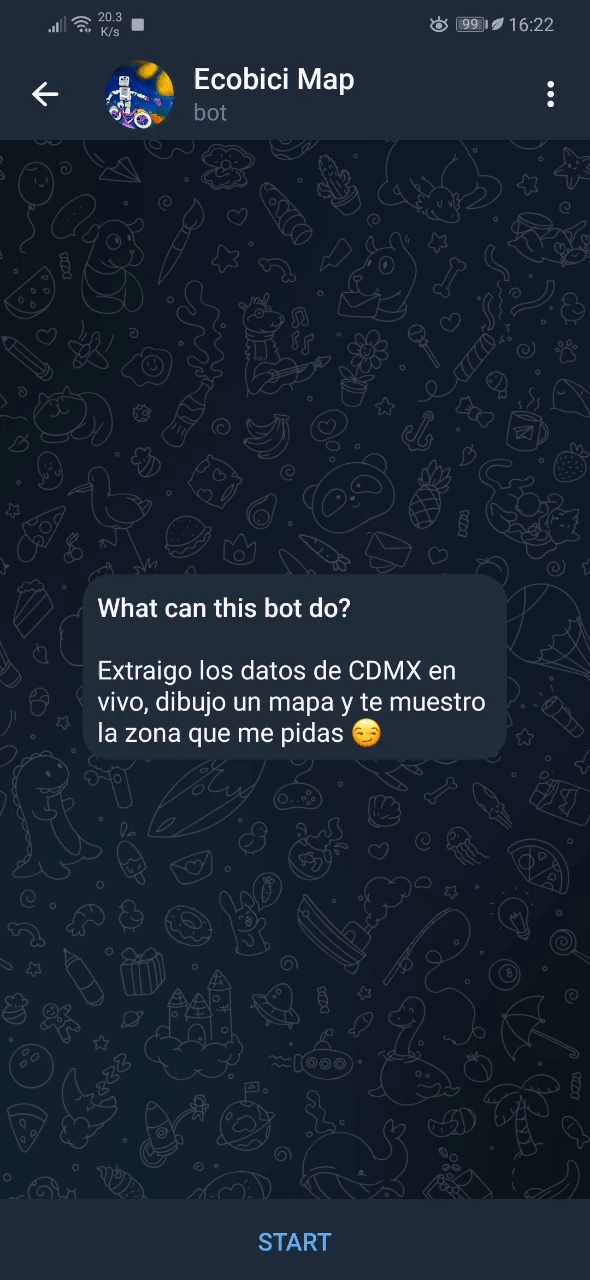 20.3
K/s
99
16:22
Ecobici Map
bot
What can this bot do?
Extraigo los datos de CDMX en
vivo, dibujo un mapa y te muestro
la zona que me pidas 😏
START